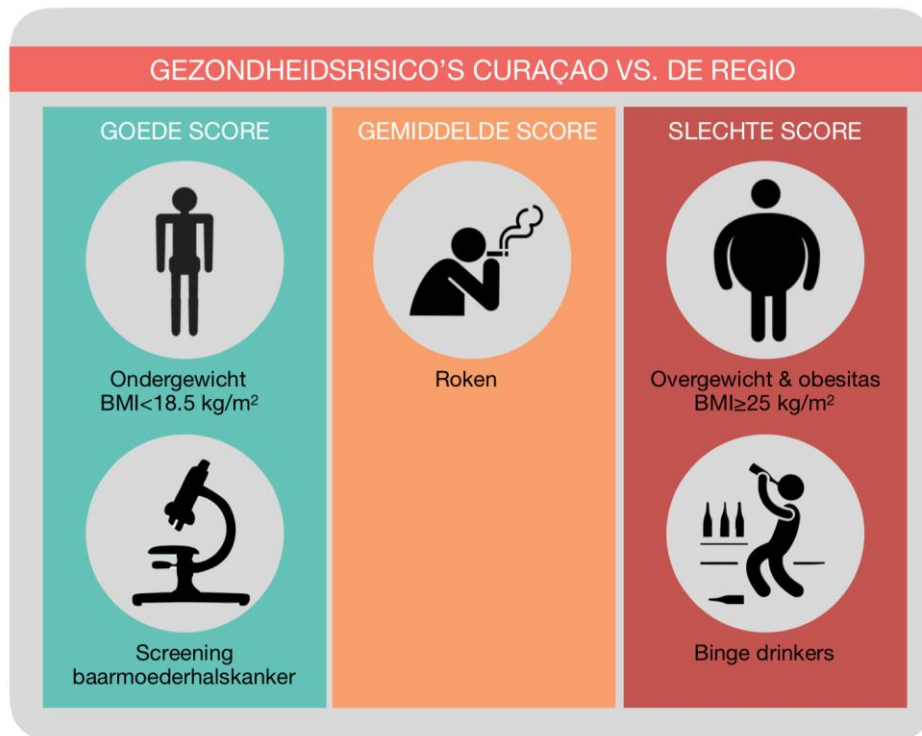 GEZONDHEIDSRISICO'S CURAÇAO VS. DE REGIO
GOEDE SCORE
Ondergewicht
BMI<18.5 kg/m²
Screening
baarmoederhalskanker
GEMIDDELDE SCORE
Roken
SLECHTE SCORE
Overgewicht & obesitas
BMI≥25 kg/m²
Binge drinkers